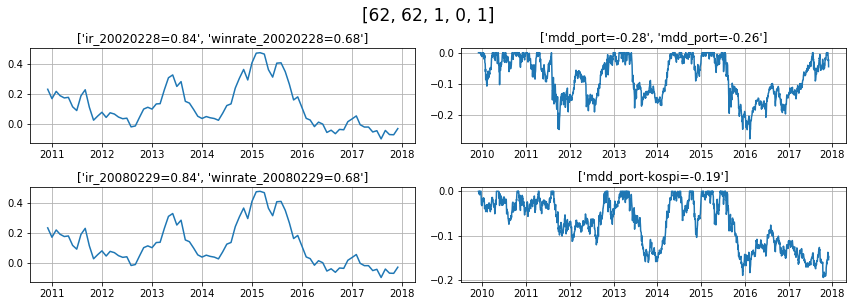 [62, 62, 1, 0, 1]
['ir_20020228=0.84', 'winrate_20020228=0.68']
0.4
0.2
0.0
2011 2012 2013 2014 2015 2016 2017 2018
['mdd_port=-0.28', 'mdd_port=-0.26']
0.0
−0.1
−0.2
2010 2011 2012 2013 2014 2015 2016 2017 2018
['ir_20080229=0.84', 'winrate_20080229=0.68']
0.4
0.2
0.0
2011 2012 2013 2014 2015 2016 2017 2018
['mdd_port-kospi=-0.19']
0.0
−0.1
−0.2
2010 2011 2012 2013 2014 2015 2016 2017 2018